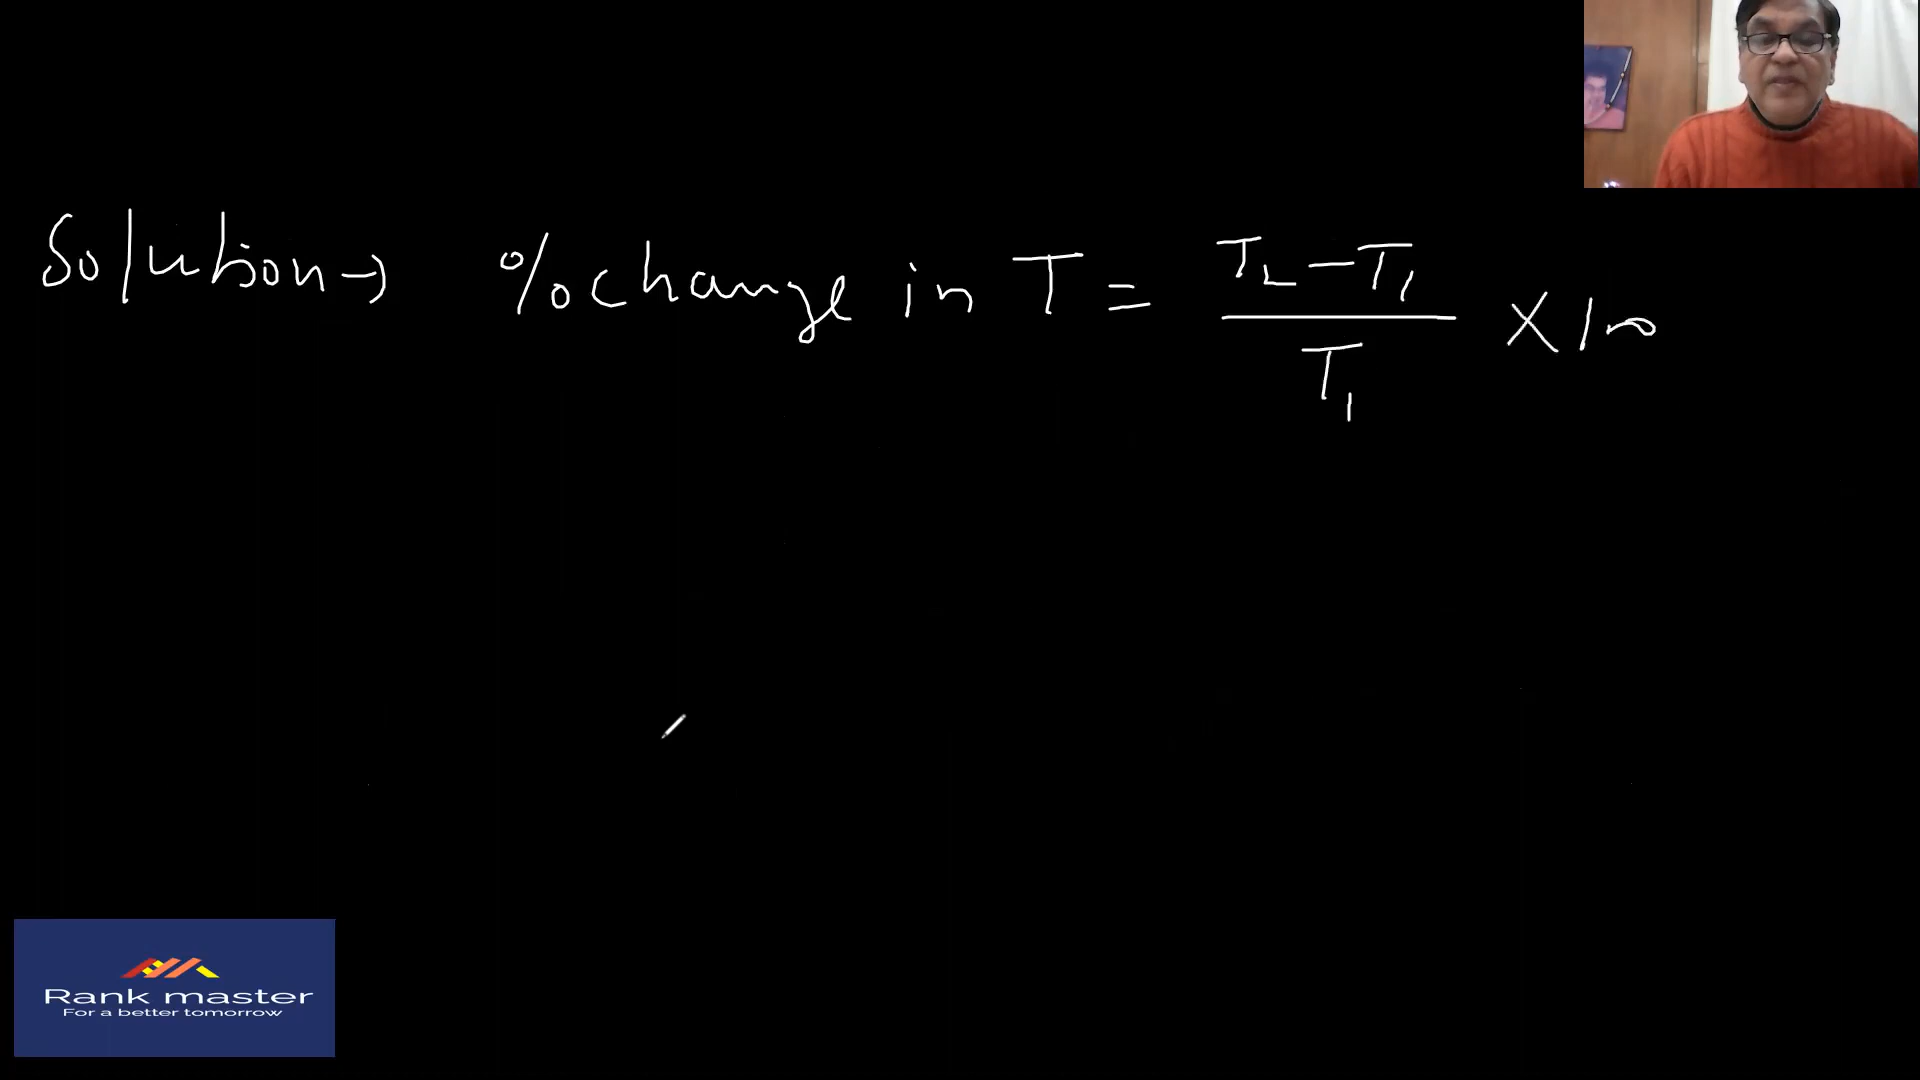 Solution → % change in T = (T₂ - T₁) / T₁ × 100
Rank master
For a better tomorrow